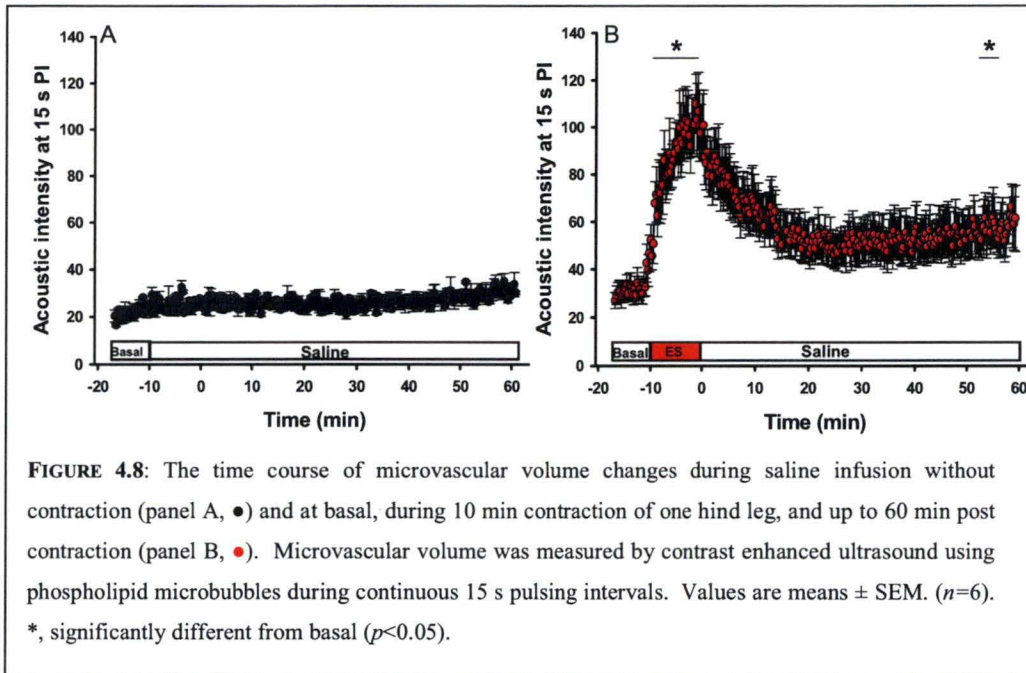 A
140
120
100
80
60
40
20
0
Acoustic intensity at 15 s PI
Basal
Saline
-20 -10 0 10 20 30 40 50 60
Time (min)
B
*
*
140
120
100
80
60
40
20
0
Acoustic intensity at 15 s PI
Basal
ES
Saline
-20 -10 0 10 20 30 40 50 60
Time (min)
FIGURE 4.8: The time course of microvascular volume changes during saline infusion without
contraction (panel A, ●) and at basal, during 10 min contraction of one hind leg, and up to 60 min post
contraction (panel B, ●). Microvascular volume was measured by contrast enhanced ultrasound using
phospholipid microbubbles during continuous 15 s pulsing intervals. Values are means ± SEM. (n=6).
*, significantly different from basal (p<0.05).